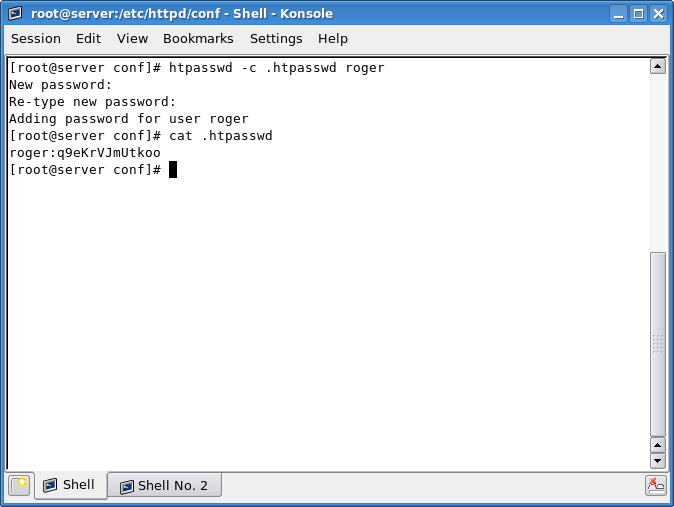 root@server:/etc/httpd/conf - Shell - Konsole
Session Edit View Bookmarks Settings Help
[root@server conf]# htpasswd -c .htpasswd roger
New password:
Re-type new password:
Adding password for user roger
[root@server conf]# cat .htpasswd
roger:q9eKrVJmUtkoo
[root@server conf]#
Shell Shell No. 2